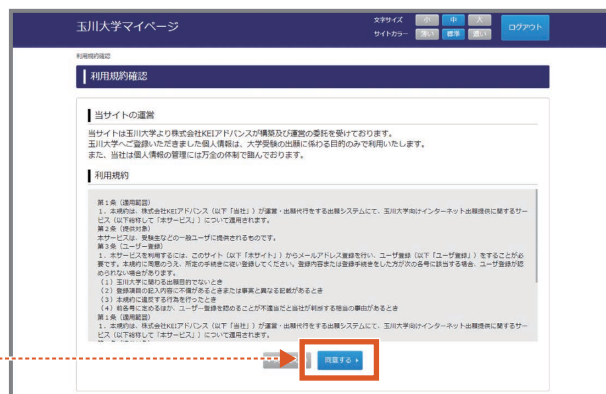 玉川大学マイページ
文字サイズ 小 中 大
サイトカラー 薄い 標準 濃い
ログアウト
利用規約確認
利用規約確認
当サイトの運営
当サイトは玉川大学より株式会社KEIアドバンスが構築及び運営の委託を受けております。
玉川大学へご登録いただきました個人情報は、大学受験の出願に係わる目的のみで利用いたします。
また、当社は個人情報の管理には万全の体制で臨んでおります。
利用規約
第1条（適用範囲）
1．本規約は、株式会社KEIアドバンス（以下「当社」）が運営・出願代行をする出願システムにて、玉川大学向けインターネット出願提供に関するサー
ビス（以下総称して「本サービス」）について適用されます。
第2条（提供対象）
本サービスは、受験生などの一般ユーザに提供されるものです。
第3条（ユーザー登録）
1．本サービスを利用するには、このサイト（以下「本サイト」）からメールアドレス登録を行い、ユーザ登録（以下「ユーザ登録」）をすることが必
要です。本規約に同意のうえ、所定の手続きに従い登録してください。登録内容または登録手続きをした方が次の各号に該当する場合、ユーザ登録が認
められない場合があります。
（1）玉川大学に関わる出願目的でないとき
（2）登録項目の記入内容に不備があるときまたは事実と異なる記載があるとき
（3）本規約に違反する行為を行ったとき
（4）前各号に定めるほか、ユーザー登録を認めることが不適当だと当社が判断する相当の事由があるとき
第1条（適用範囲）
1．本規約は、株式会社KEIアドバンス（以下「当社」）が運営・出願代行をする出願システムにて、玉川大学向けインターネット出願提供に関するサー
ビス（以下総称して「本サービス」）について適用されます。
同意する